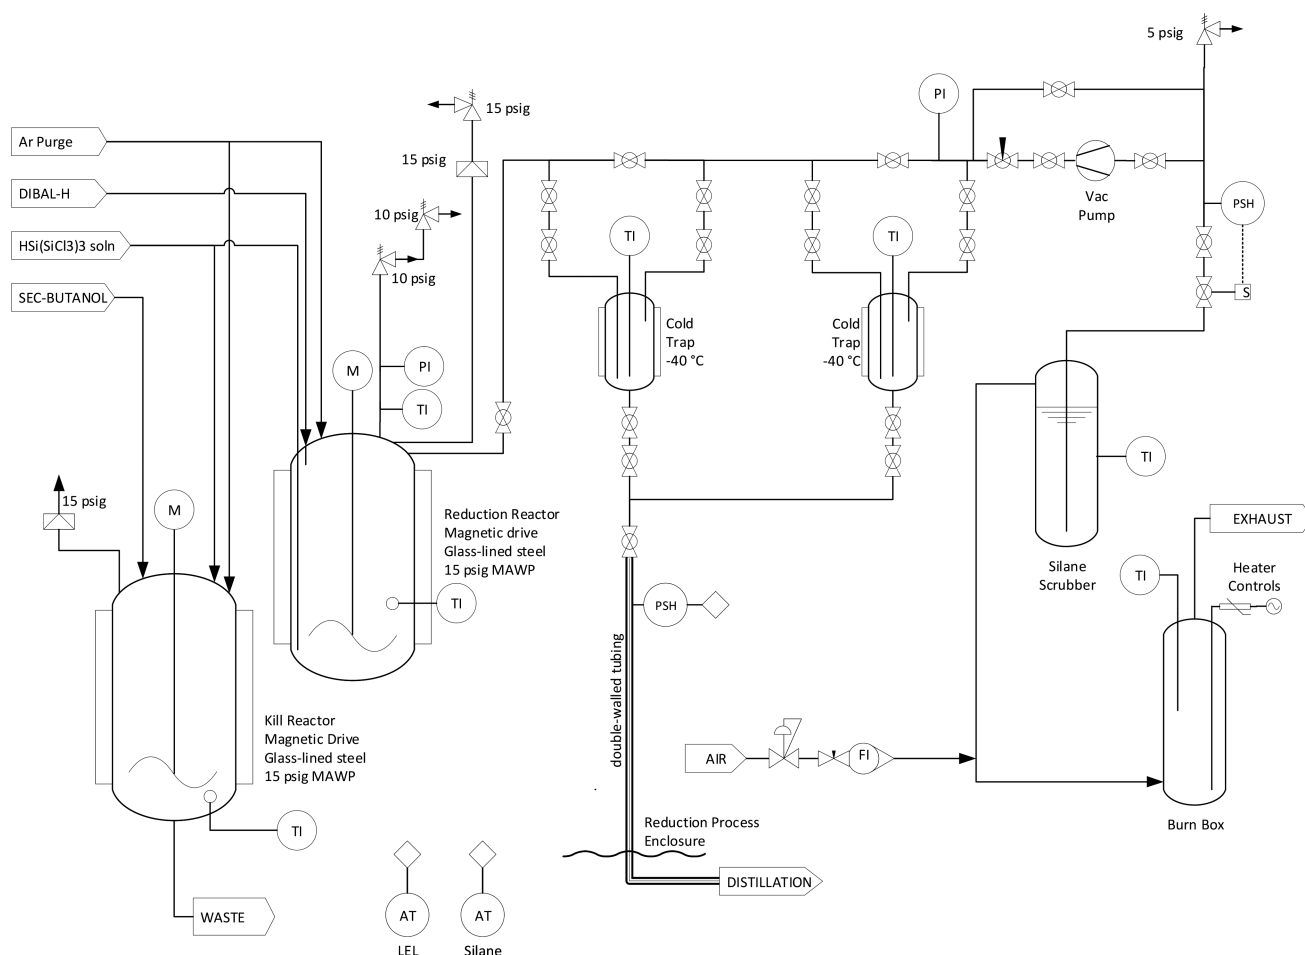 5 psig
PI
15 psig
Ar Purge
15 psig
DIBAL-H
Vac
Pump
PSH
10 psig
TI
TI
HSi(SiCl3)3 soln
10 psig
SEC-BUTANOL
S
Cold
Trap
-40 °C
Cold
Trap
-40 °C
M
PI
TI
TI
15 psig
M
Reduction Reactor
Magnetic drive
Glass-lined steel
15 psig MAWP
EXHAUST
Silane
Scrubber
TI
Heater
Controls
TI
PSH
double-walled tubing
Kill Reactor
Magnetic Drive
Glass-lined steel
15 psig MAWP
AIR
FI
TI
Reduction Process
Enclosure
Burn Box
DISTILLATION
WASTE
AT
AT
LEL
Silane